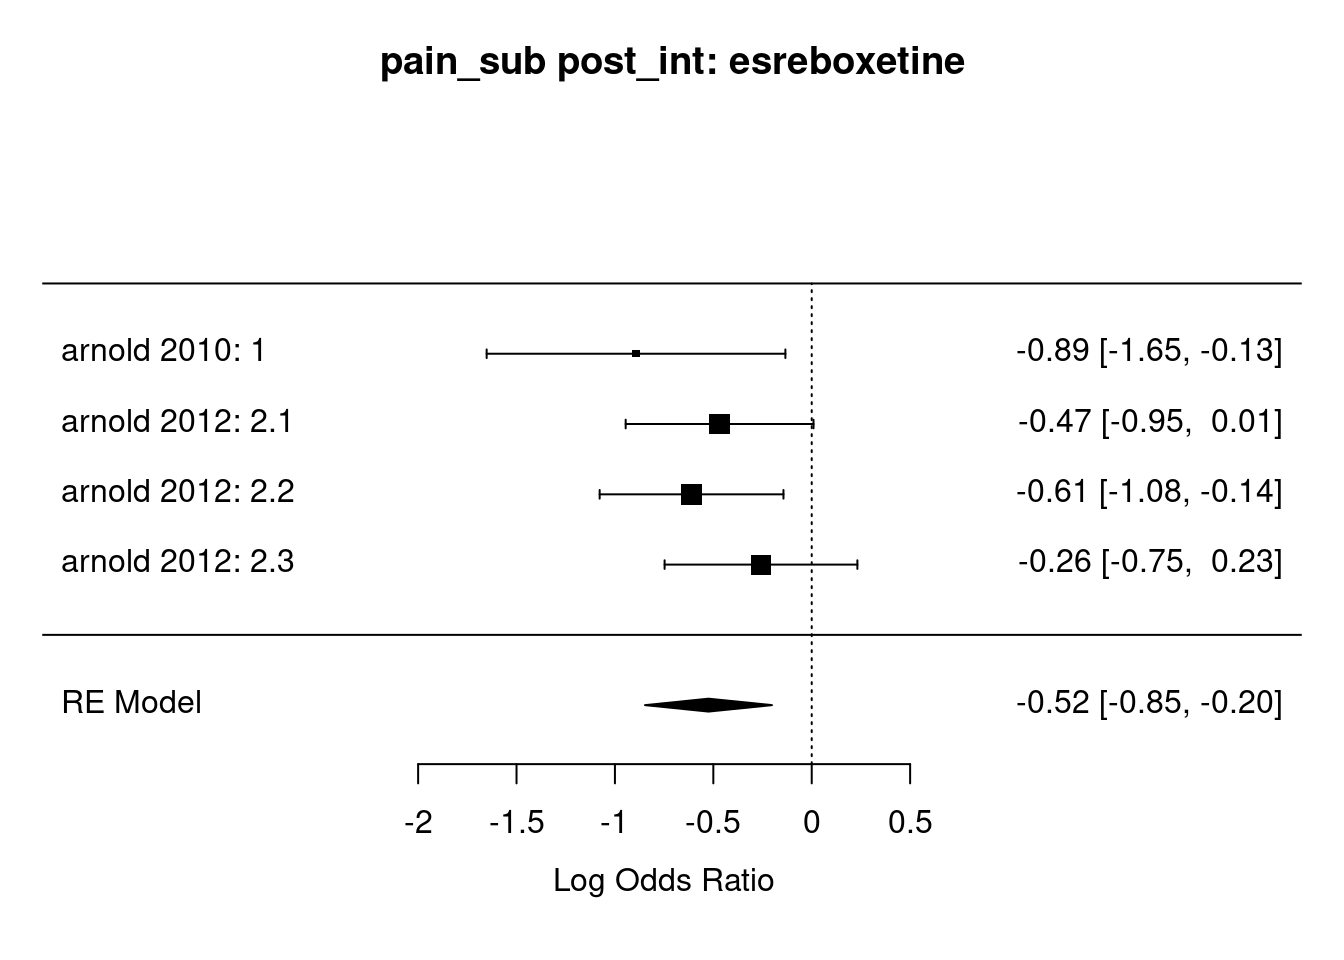 pain_sub post_int: esreboxetine
arnold 2010: 1 -0.89 [-1.65, -0.13]
arnold 2012: 2.1 -0.47 [-0.95, 0.01]
arnold 2012: 2.2 -0.61 [-1.08, -0.14]
arnold 2012: 2.3 -0.26 [-0.75, 0.23]
RE Model -0.52 [-0.85, -0.20]
-2 -1.5 -1 -0.5 0 0.5
Log Odds Ratio